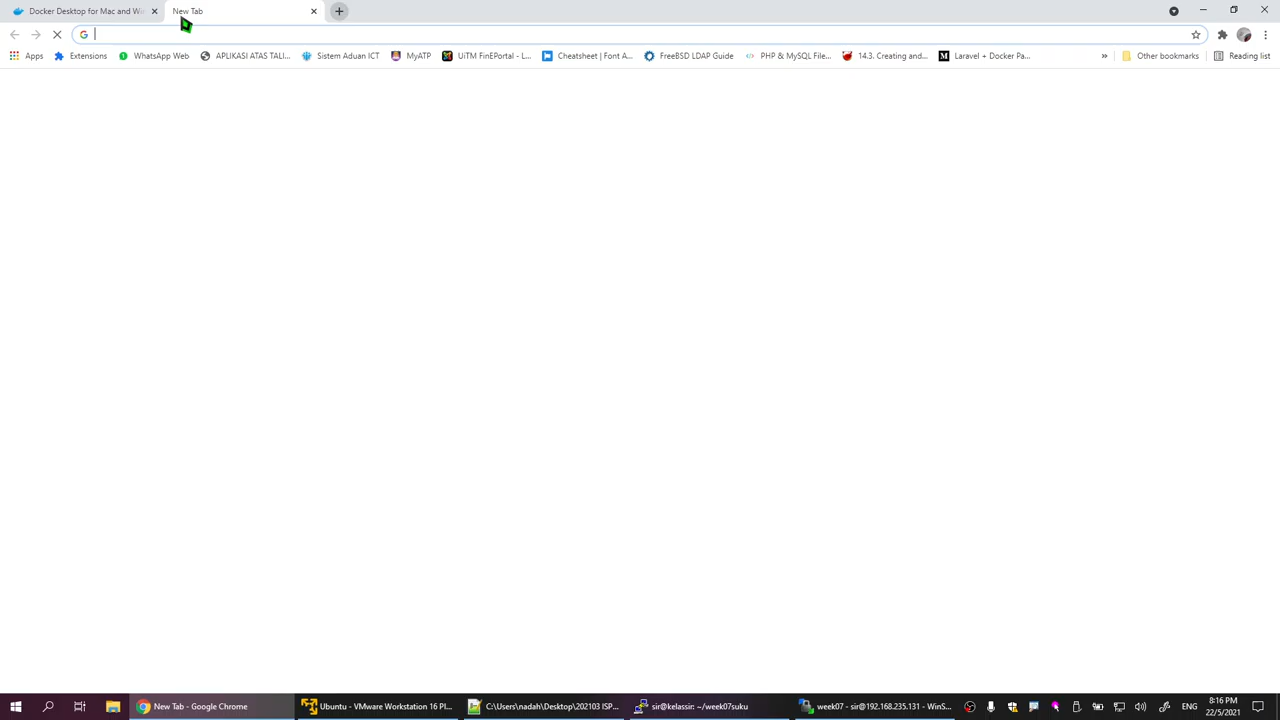 Docker Desktop for Mac and Wi
New Tab
Apps Extensions WhatsApp Web APLIKASI ATAS TALI... Sistem Aduan ICT MyATP UiTM FinEPortal - L... Cheatsheet | Font A... FreeBSD LDAP Guide PHP & MySQL File... 14.3. Creating and... Laravel + Docker Pa... » Other bookmarks Reading list
New Tab - Google Chrome Ubuntu - VMware Workstation 16 Pl... C:\Users\nadah\Desktop\202103 ISP... sir@kelassir: ~/week07suku week07 - sir@192.168.235.131 - WinS... ENG 8:16 PM
22/5/2021